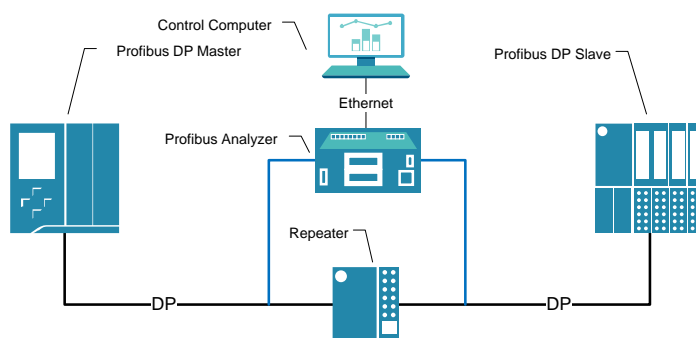 Control Computer
Profibus DP Master
Profibus DP Slave
Ethernet
Profibus Analyzer
Repeater
DP
DP